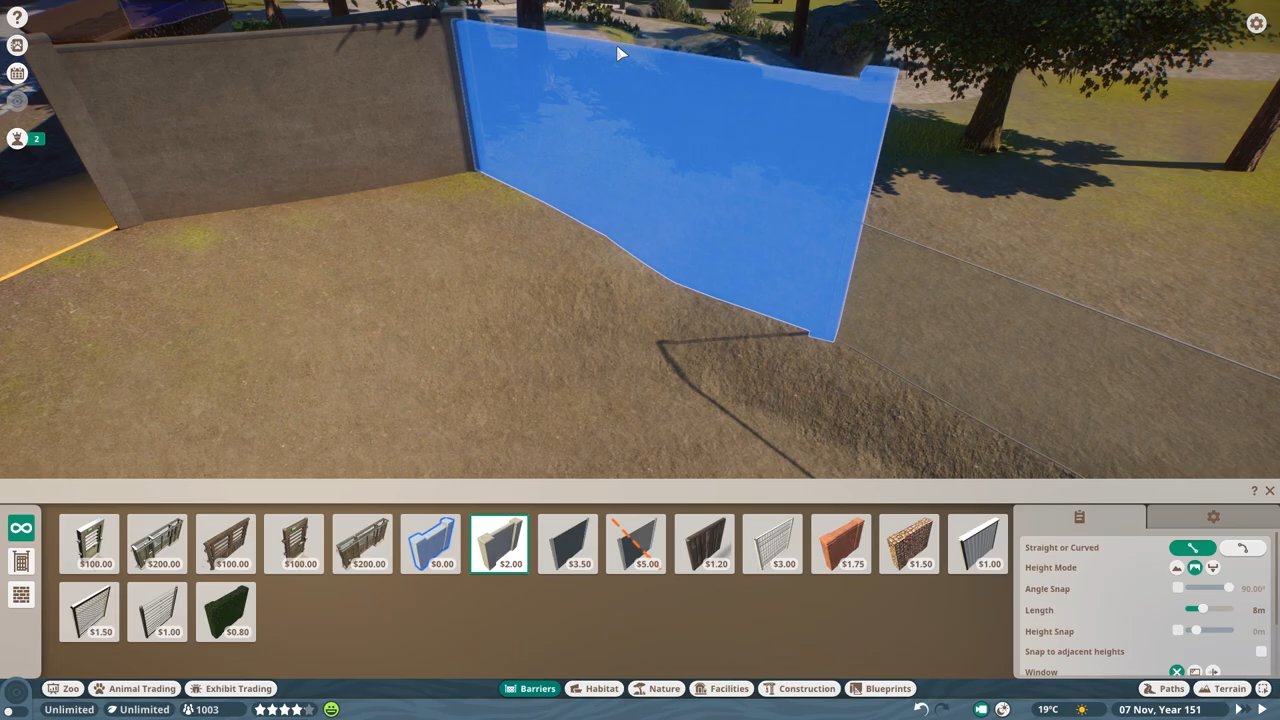 ?
2
?
$100.00 $200.00 $100.00 $100.00 $200.00 $0.00 $2.00 $3.50 $5.00 $1.20 $3.00 $1.75 $1.50 $1.00
$1.50 $1.00 $0.80
Straight or Curved
Height Mode
Angle Snap 90.00°
Length 8m
Height Snap 0m
Snap to adjacent heights
Window
Zoo Animal Trading Exhibit Trading Barriers Habitat Nature Facilities Construction Blueprints Paths Terrain
Unlimited Unlimited 1003 19°C 07 Nov, Year 151